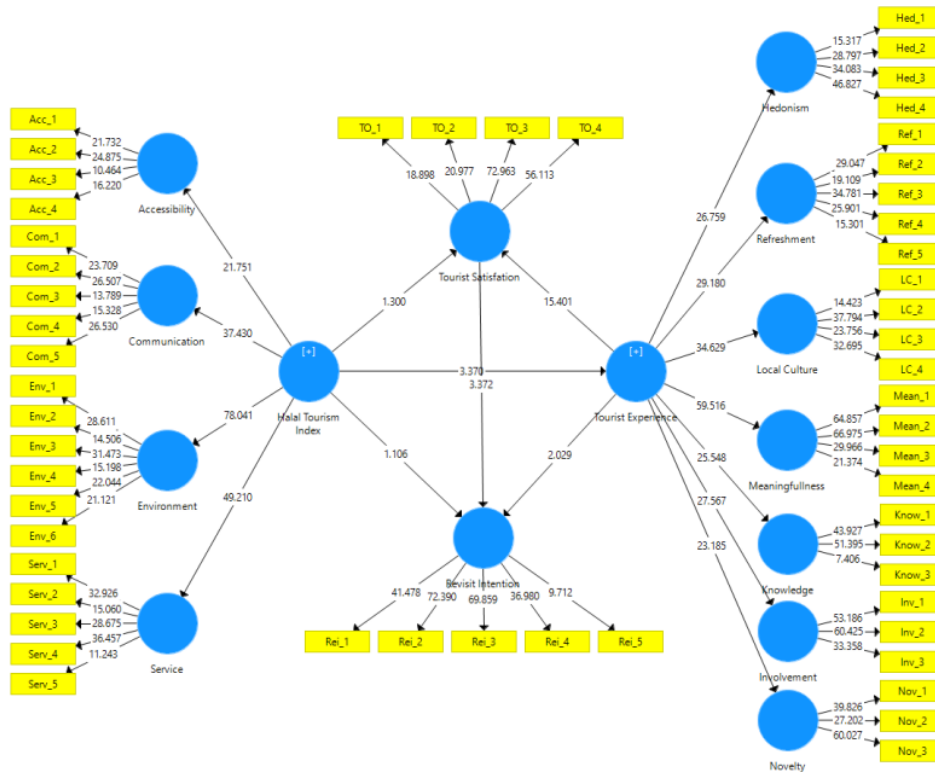 Hed_1
15.317
Hed_2
28.797
34.083
Hed_3
46.827
Hed_4
Hedonism
Acc_1
21.732
Acc_2
24.875
10.464
Acc_3
16.220
Acc_4
Accessibility
TO_1
TO_2
TO_3
TO_4
18.898
20.977
72.963
56.113
Tourist Satisfation
Ref_1
29.047
Ref_2
19.109
34.781
Ref_3
25.901
Ref_4
15.301
Ref_5
Refreshment
26.759
29.180
21.751
1.300
15.401
Com_1
23.709
Com_2
26.507
Com_3
13.789
15.328
Com_4
26.530
Com_5
Communication
37.430
LC_1
14.423
LC_2
37.794
23.756
LC_3
32.695
LC_4
Local Culture
34.629
[+]
Halal Tourism
Index
3.370
3.372
[+]
Tourist Experience
Env_1
28.611
Env_2
14.506
Env_3
31.473
15.198
Env_4
22.044
Env_5
21.121
Env_6
Environment
78.041
59.516
Mean_1
64.857
Mean_2
66.975
29.966
Mean_3
21.374
Mean_4
Meaningfullness
1.106
2.029
25.548
27.567
23.185
49.210
Know_1
43.927
Know_2
51.395
7.406
Know_3
Knowledge
Revisit Intention
41.478
72.390
69.859
36.980
9.712
Rei_1
Rei_2
Rei_3
Rei_4
Rei_5
Serv_1
32.926
Serv_2
15.060
Serv_3
28.675
36.457
Serv_4
11.243
Serv_5
Service
Inv_1
53.186
Inv_2
60.425
33.358
Inv_3
Involvement
Nov_1
39.826
Nov_2
27.202
60.027
Nov_3
Novelty